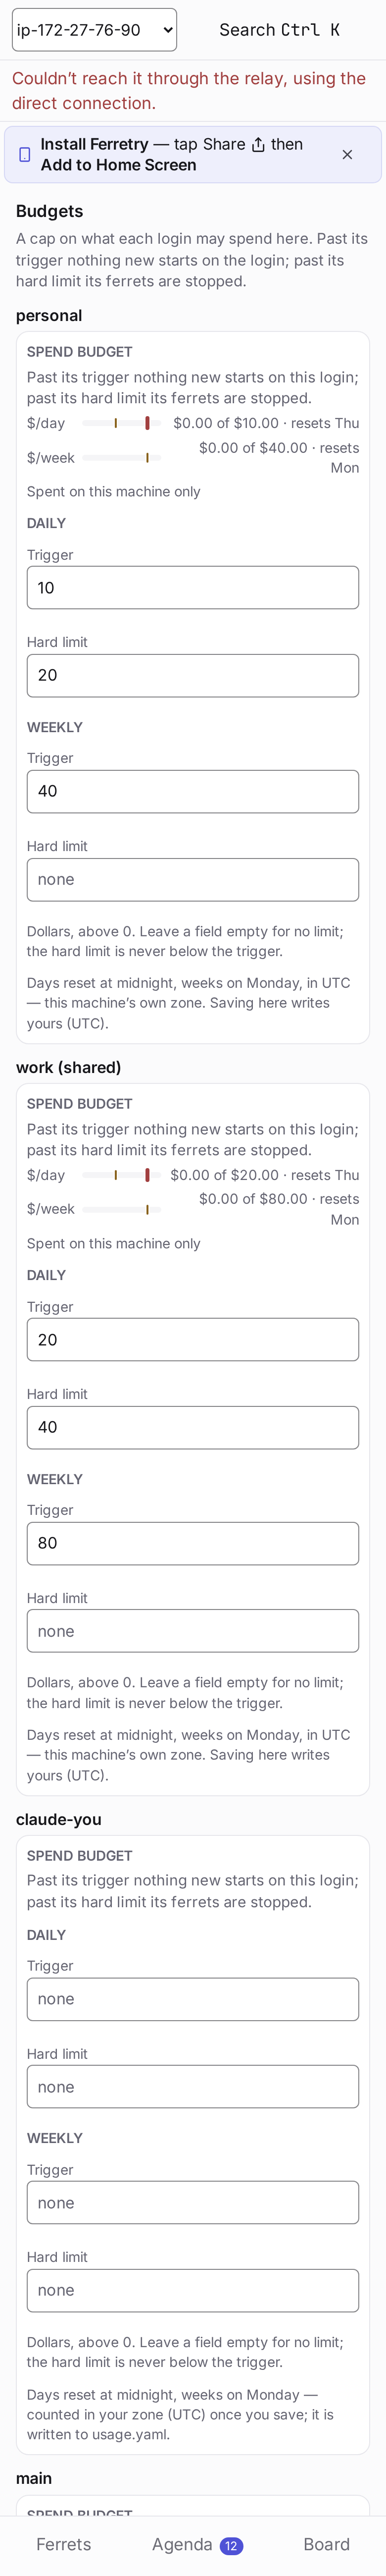 ip-172-27-76-90
Search Ctrl K
Couldn’t reach it through the relay, using the
direct connection.
Install Ferretry — tap Share then
Add to Home Screen
Budgets
A cap on what each login may spend here. Past its
trigger nothing new starts on the login; past its
hard limit its ferrets are stopped.
personal
SPEND BUDGET
Past its trigger nothing new starts on this login;
past its hard limit its ferrets are stopped.
$/day $0.00 of $10.00 · resets Thu
$/week $0.00 of $40.00 · resets
Mon
Spent on this machine only
DAILY
Trigger
10
Hard limit
20
WEEKLY
Trigger
40
Hard limit
none
Dollars, above 0. Leave a field empty for no limit;
the hard limit is never below the trigger.
Days reset at midnight, weeks on Monday, in UTC
— this machine’s own zone. Saving here writes
yours (UTC).
work (shared)
SPEND BUDGET
Past its trigger nothing new starts on this login;
past its hard limit its ferrets are stopped.
$/day $0.00 of $20.00 · resets Thu
$/week $0.00 of $80.00 · resets
Mon
Spent on this machine only
DAILY
Trigger
20
Hard limit
40
WEEKLY
Trigger
80
Hard limit
none
Dollars, above 0. Leave a field empty for no limit;
the hard limit is never below the trigger.
Days reset at midnight, weeks on Monday, in UTC
— this machine’s own zone. Saving here writes
yours (UTC).
claude-you
SPEND BUDGET
Past its trigger nothing new starts on this login;
past its hard limit its ferrets are stopped.
DAILY
Trigger
none
Hard limit
none
WEEKLY
Trigger
none
Hard limit
none
Dollars, above 0. Leave a field empty for no limit;
the hard limit is never below the trigger.
Days reset at midnight, weeks on Monday —
counted in your zone (UTC) once you save; it is
written to usage.yaml.
main
SPEND BUDGET
Ferrets Agenda 12 Board